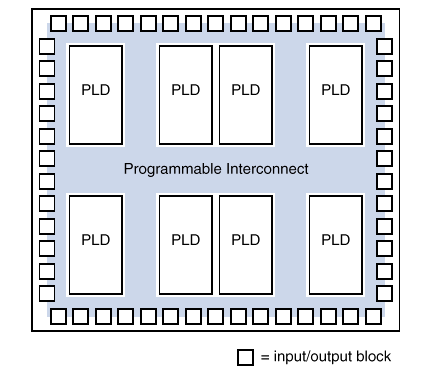 PLD PLD PLD PLD
Programmable Interconnect
PLD PLD PLD PLD
= input/output block